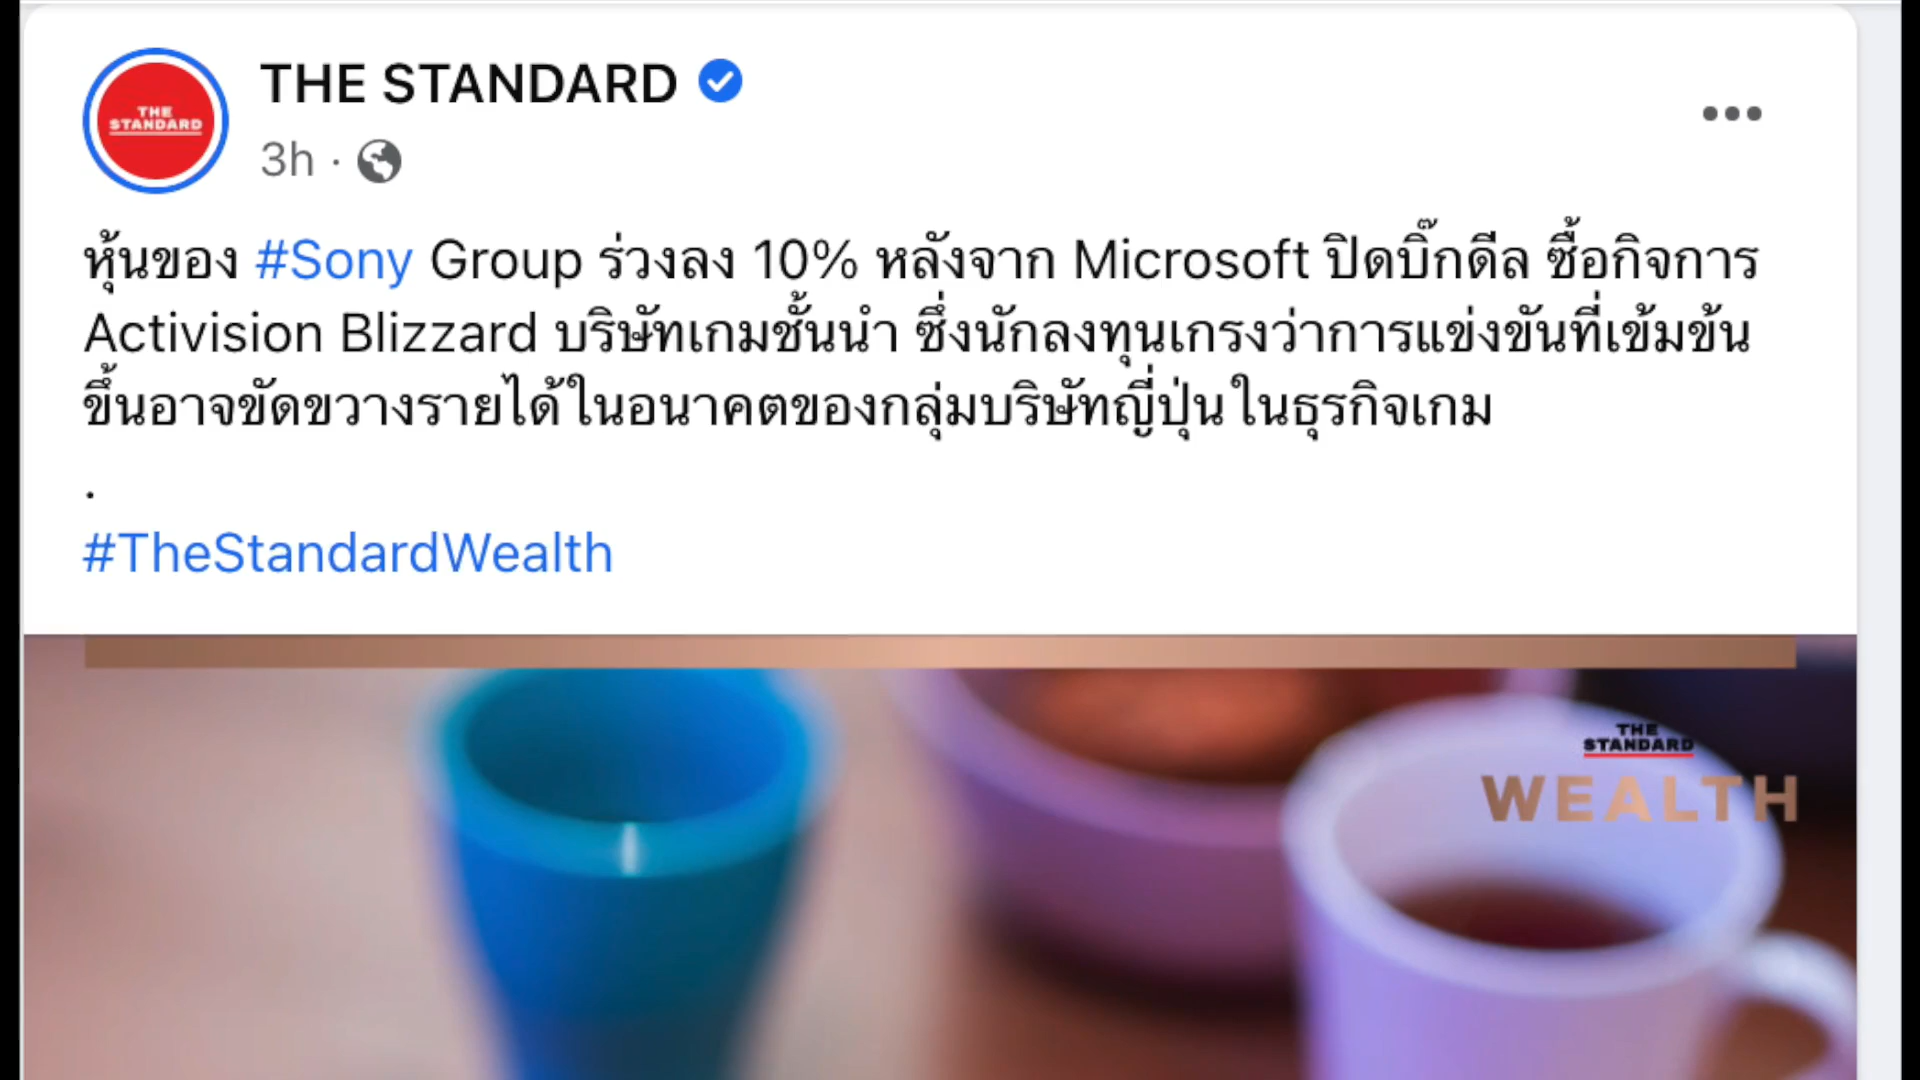 THE STANDARD
THE
STANDARD
3h ·
หุ้นของ #Sony Group ร่วงลง 10% หลังจาก Microsoft ปิดบิ๊กดีล ซื้อกิจการ
Activision Blizzard บริษัทเกมชั้นนำ ซึ่งนักลงทุนเกรงว่าการแข่งขันที่เข้มข้น
ขึ้นอาจขัดขวางรายได้ในอนาคตของกลุ่มบริษัทญี่ปุ่นในธุรกิจเกม
.
#TheStandardWealth
THE
STANDARD
WEALTH